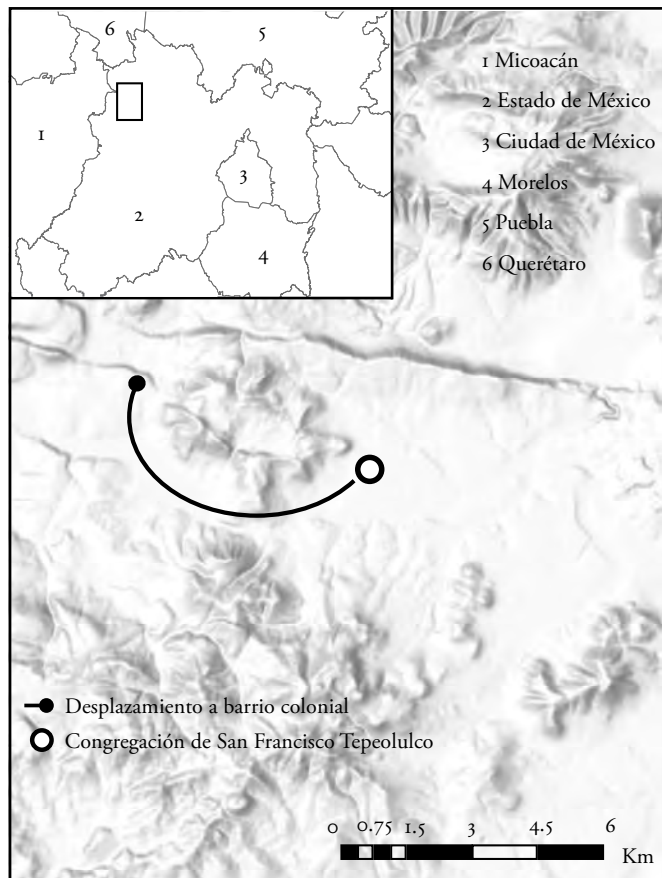 6
5
1
3
2
4
1 Micoacán
2 Estado de México
3 Ciudad de México
4 Morelos
5 Puebla
6 Querétaro
Desplazamiento a barrio colonial
Congregación de San Francisco Tepeolulco
0 0.75 1.5 3 4.5 6
Km